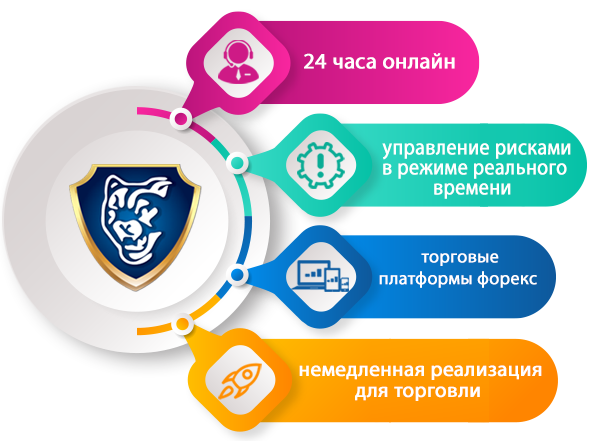 24 часа онлайн
управление рисками
в режиме реального
времени
торговые
платформы форекс
немедленная реализация
для торговли